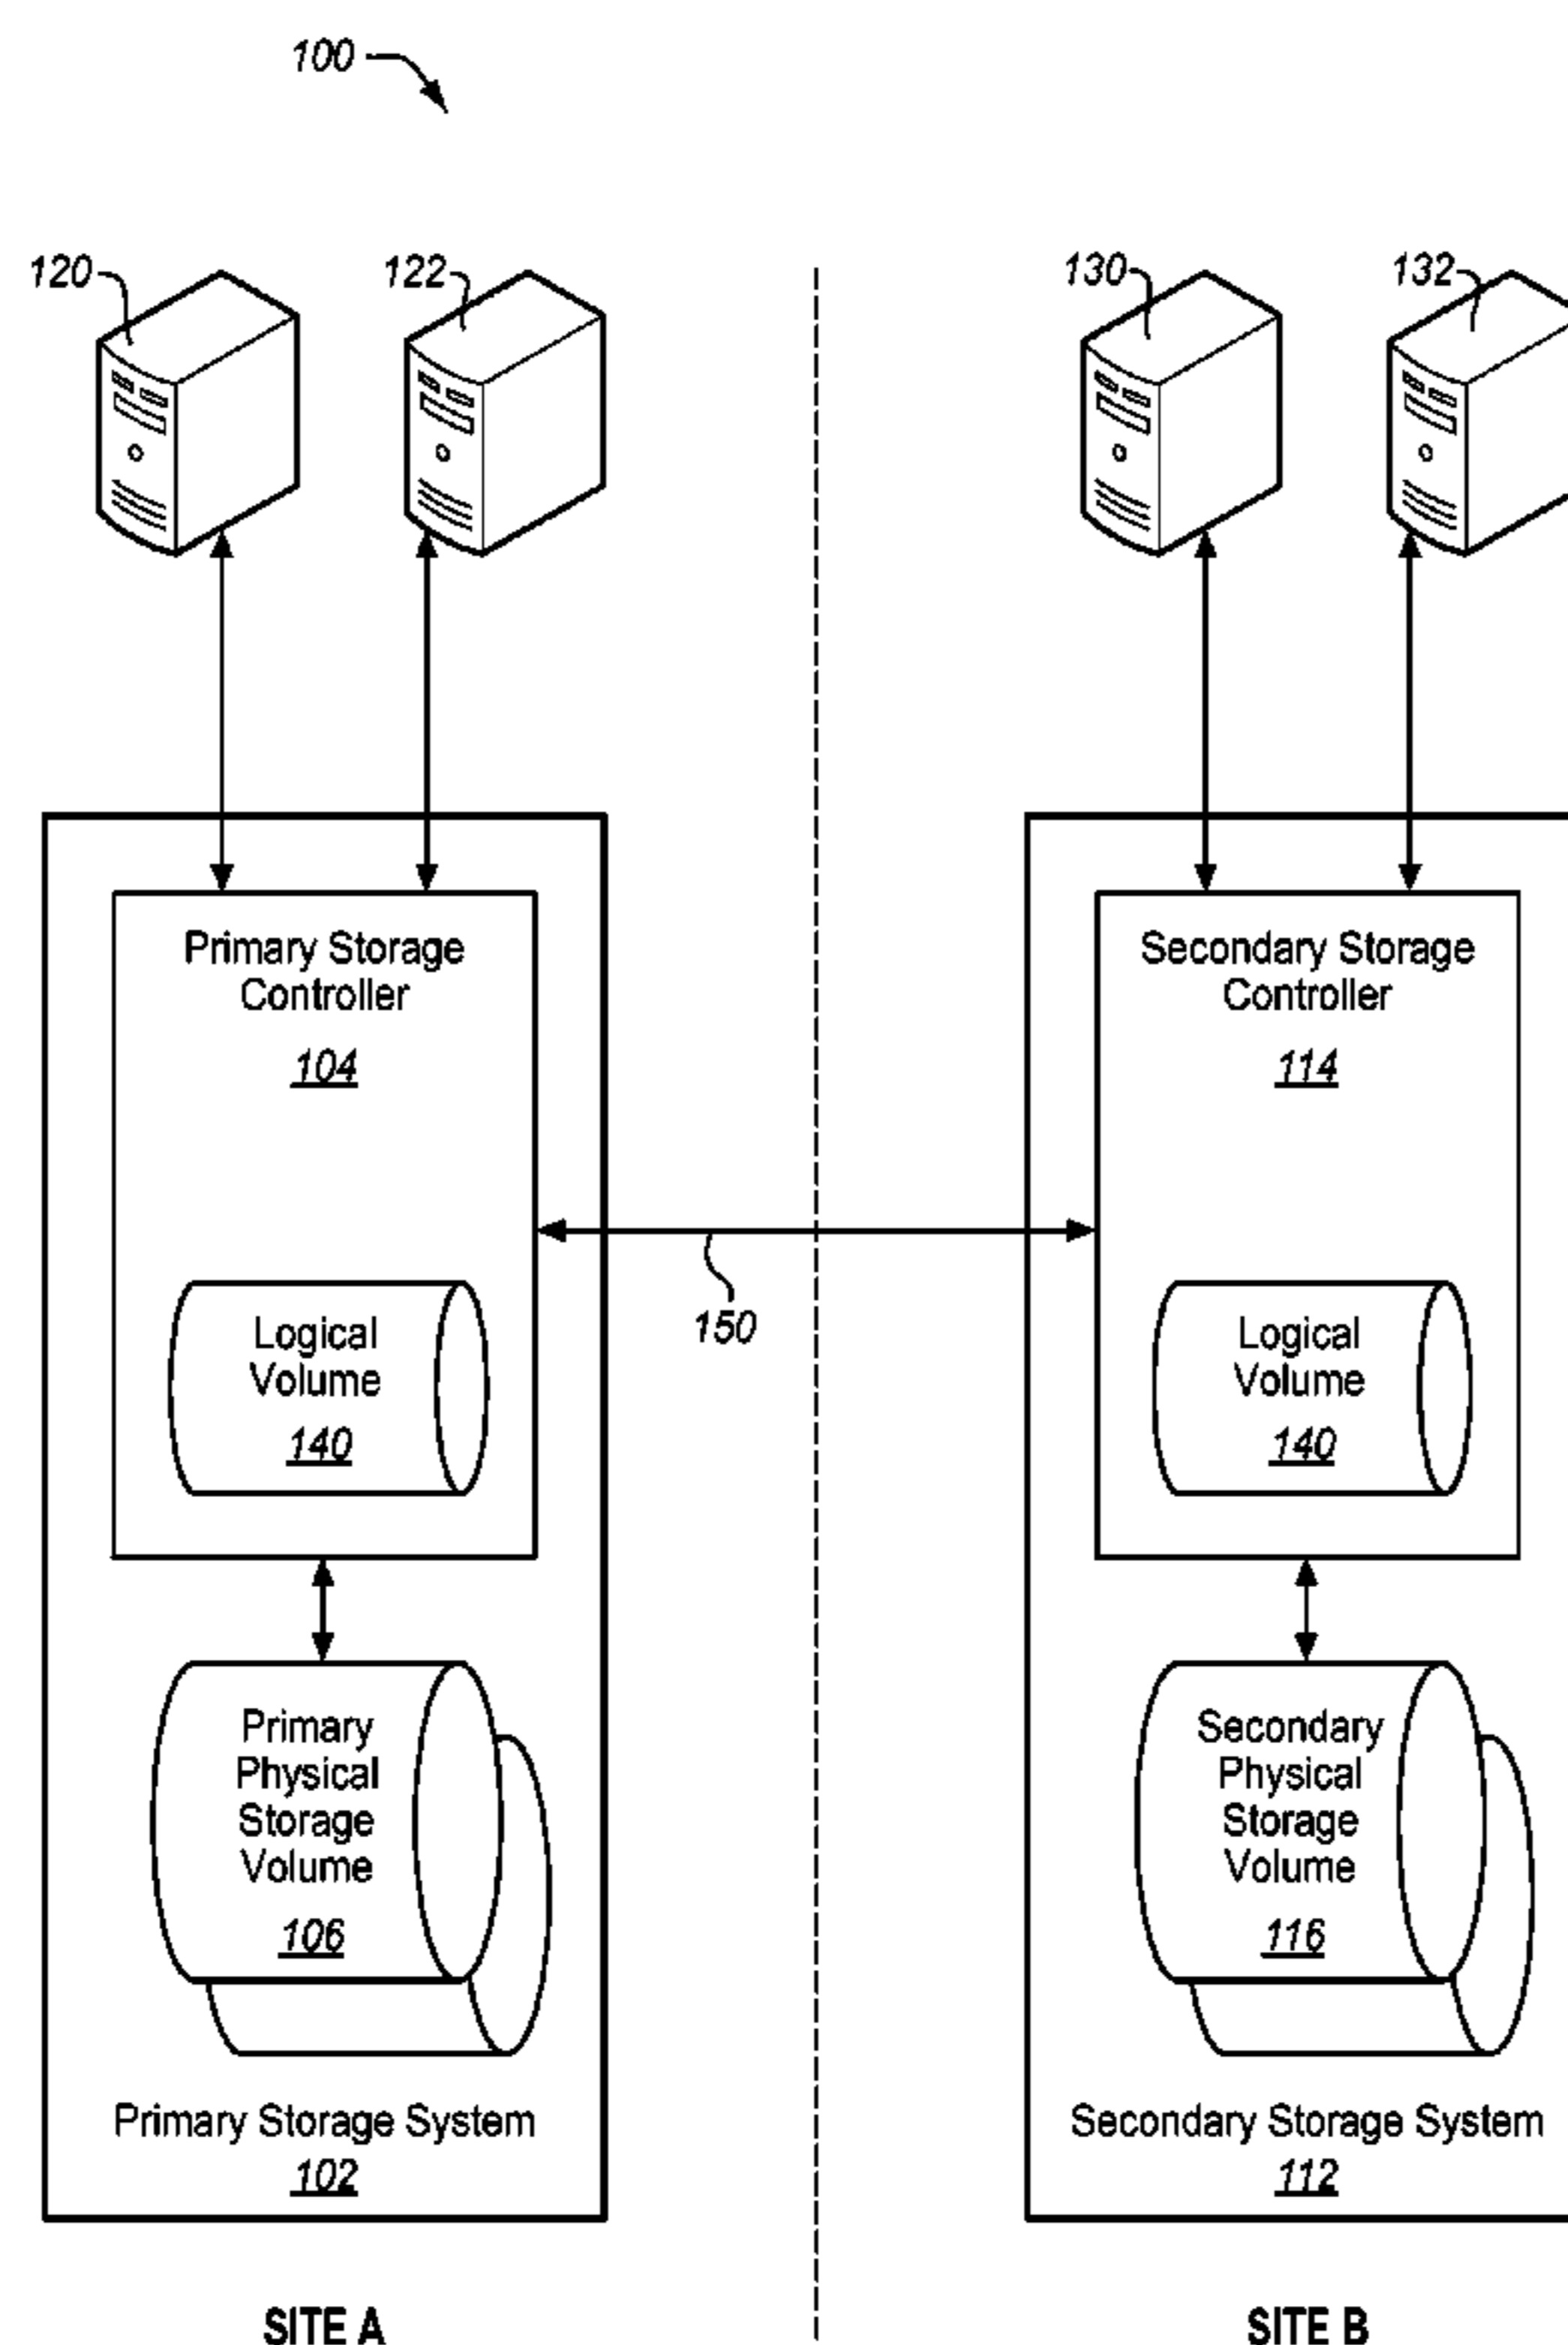 100
120
122
130
132
Primary Storage
Controller
104
Secondary Storage
Controller
114
150
Logical
Volume
140
Logical
Volume
140
Primary
Physical
Storage
Volume
106
Secondary
Physical
Storage
Volume
116
Primary Storage System
102
Secondary Storage System
112
SITE A
SITE B